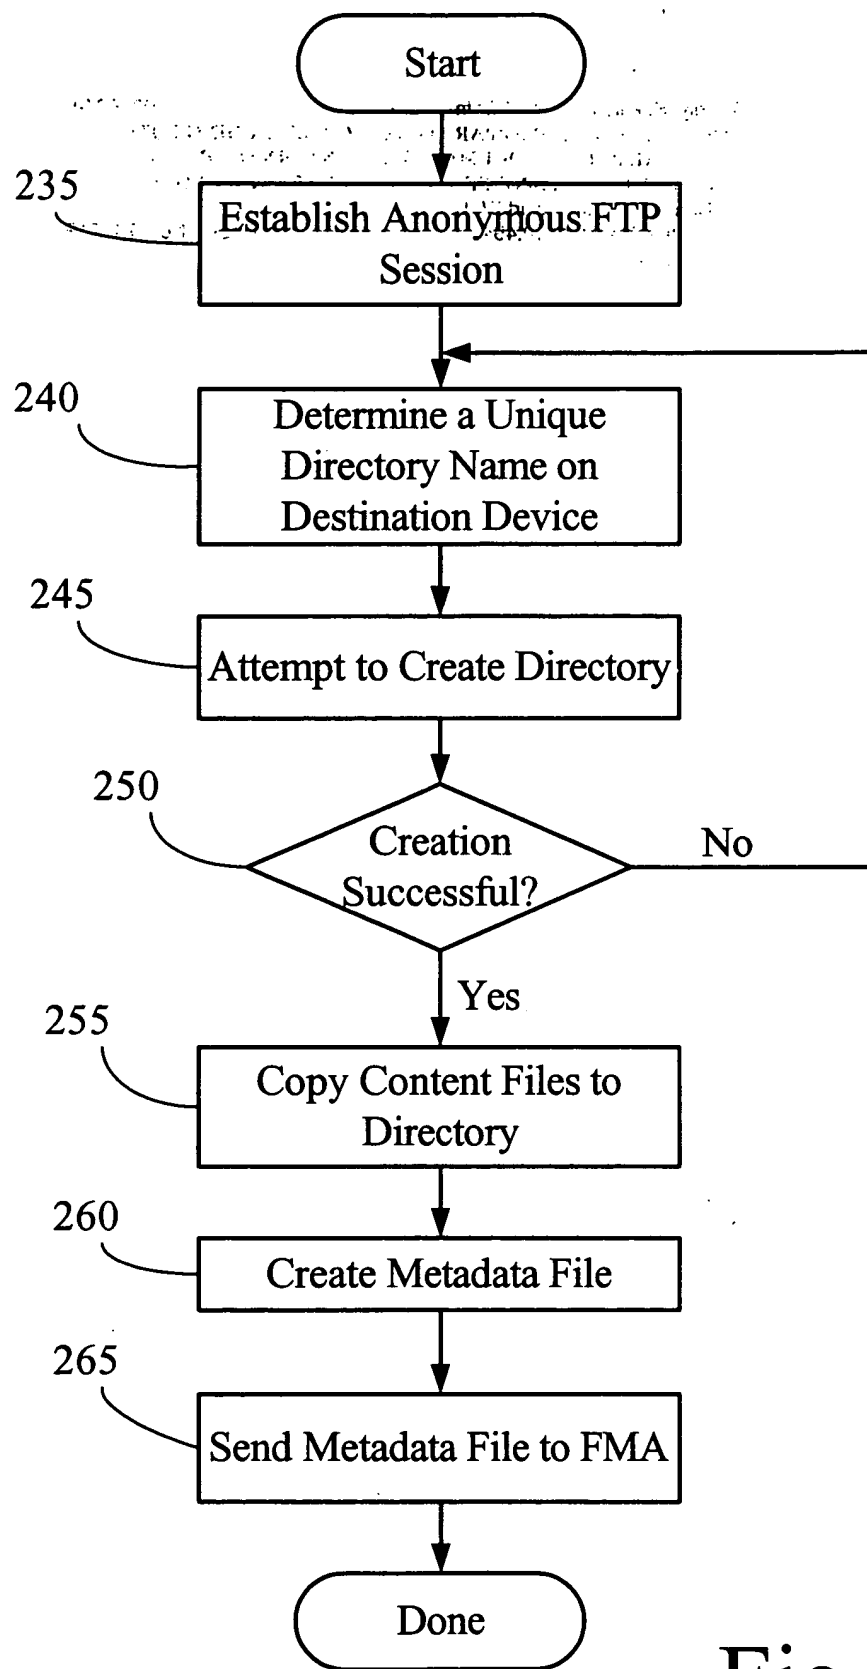 Start
235
Establish Anonymous FTP
Session
240
Determine a Unique
Directory Name on
Destination Device
245
Attempt to Create Directory
250
Creation
Successful?
No
Yes
255
Copy Content Files to
Directory
260
Create Metadata File
265
Send Metadata File to FMA
Done